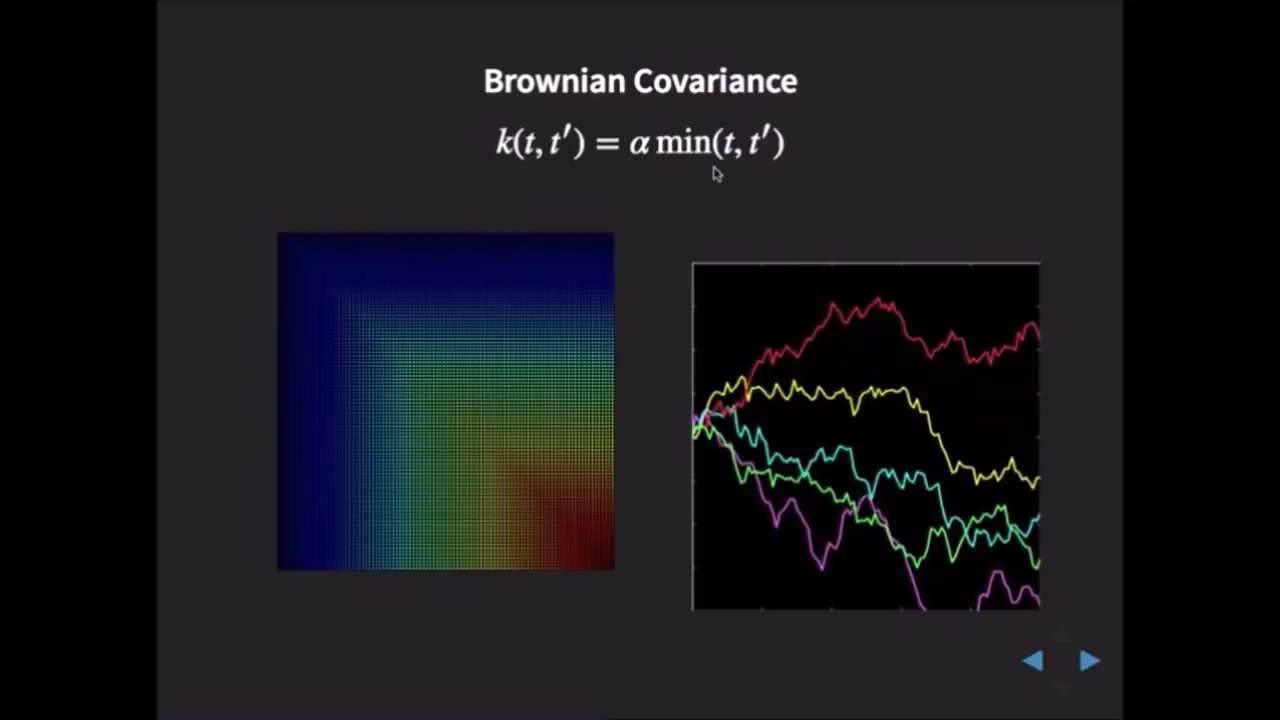 Brownian Covariance
k(t, t′) = α min(t, t′)